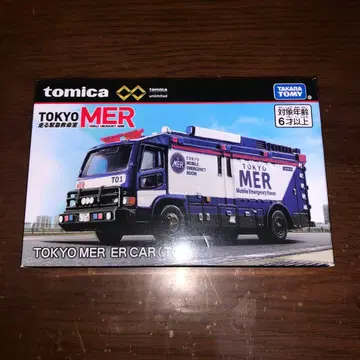 tomica
tomica
unlimited
TAKARA
TOMY
TOKYO MER
走る緊急救命室
対象年齢
6才以上
T01
MER
TOKYO
MOBILE
EMERGENCY
ROOM
TOKYO
MER
Mobile Emergency Room
TOKYO MER ER CAR (T0